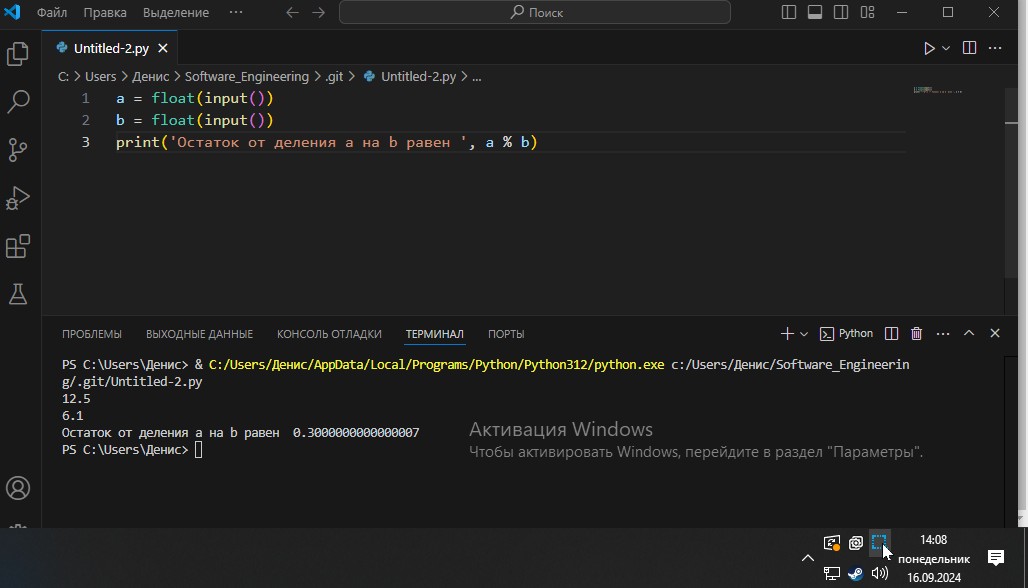 Файл Правка Выделение ··· Поиск
Untitled-2.py
C: > Users > Денис > Software_Engineering > .git > Untitled-2.py > ...
1 a = float(input())
2 b = float(input())
3 print('Остаток от деления a на b равен ', a % b)
ПРОБЛЕМЫ ВЫХОДНЫЕ ДАННЫЕ КОНСОЛЬ ОТЛАДКИ ТЕРМИНАЛ ПОРТЫ Python
PS C:\Users\Денис> & C:/Users/Денис/AppData/Local/Programs/Python/Python312/python.exe c:/Users/Денис/Software_Engineerin
g/.git/Untitled-2.py
12.5
6.1
Остаток от деления a на b равен  0.3000000000000007
PS C:\Users\Денис>
Активация Windows
Чтобы активировать Windows, перейдите в раздел "Параметры".
14:08
понедельник
16.09.2024